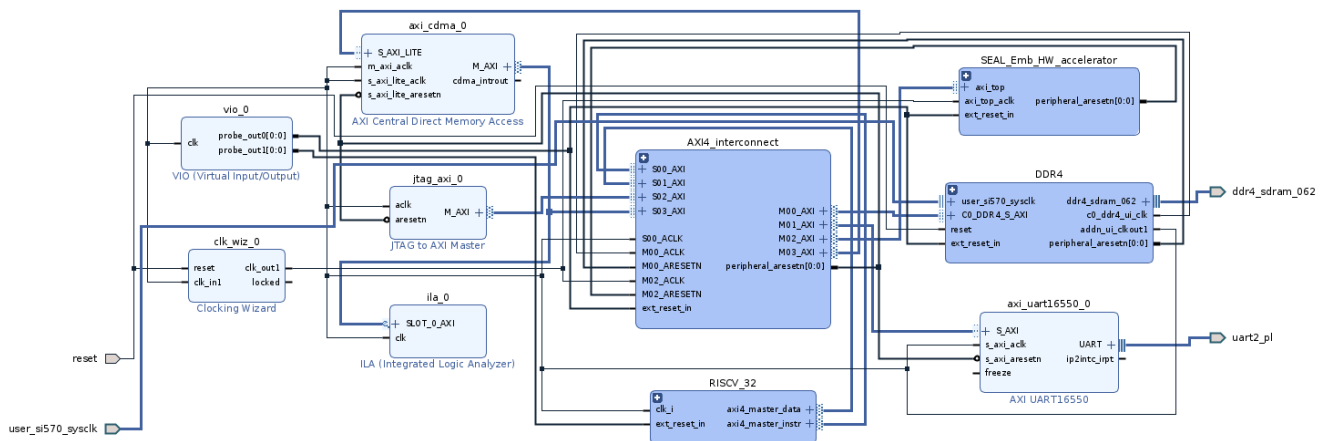 axi_cdma_0
S_AXI_LITE
m_axi_aclk
s_axi_lite_aclk
s_axi_lite_aresetn
M_AXI
cdma_introut
AXI Central Direct Memory Access
vio_0
clk
probe_out0[0:0]
probe_out1[0:0]
VIO (Virtual Input/Output)
jtag_axi_0
aclk
aresetn
M_AXI
JTAG to AXI Master
clk_wiz_0
reset
clk_in1
clk_out1
locked
Clocking Wizard
ila_0
SLOT_0_AXI
clk
ILA (Integrated Logic Analyzer)
reset
user_si570_sysclk
AXI4_interconnect
S00_AXI
S01_AXI
S02_AXI
S03_AXI
S00_ACLK
M00_ACLK
M00_ARESETN
M02_ACLK
M02_ARESETN
ext_reset_in
M00_AXI
M01_AXI
M02_AXI
M03_AXI
peripheral_aresetn[0:0]
RISCV_32
clk_i
ext_reset_in
axi4_master_data
axi4_master_instr
SEAL_Emb_HW_accelerator
axi_top
axi_top_aclk
ext_reset_in
peripheral_aresetn[0:0]
DDR4
user_si570_sysclk
C0_DDR4_S_AXI
reset
ext_reset_in
ddr4_sdram_062
c0_ddr4_ui_clk
addn_ui_clkout1
peripheral_aresetn[0:0]
ddr4_sdram_062
axi_uart16550_0
S_AXI
s_axi_aclk
s_axi_aresetn
freeze
UART
ip2intc_irpt
AXI UART16550
uart2_pl